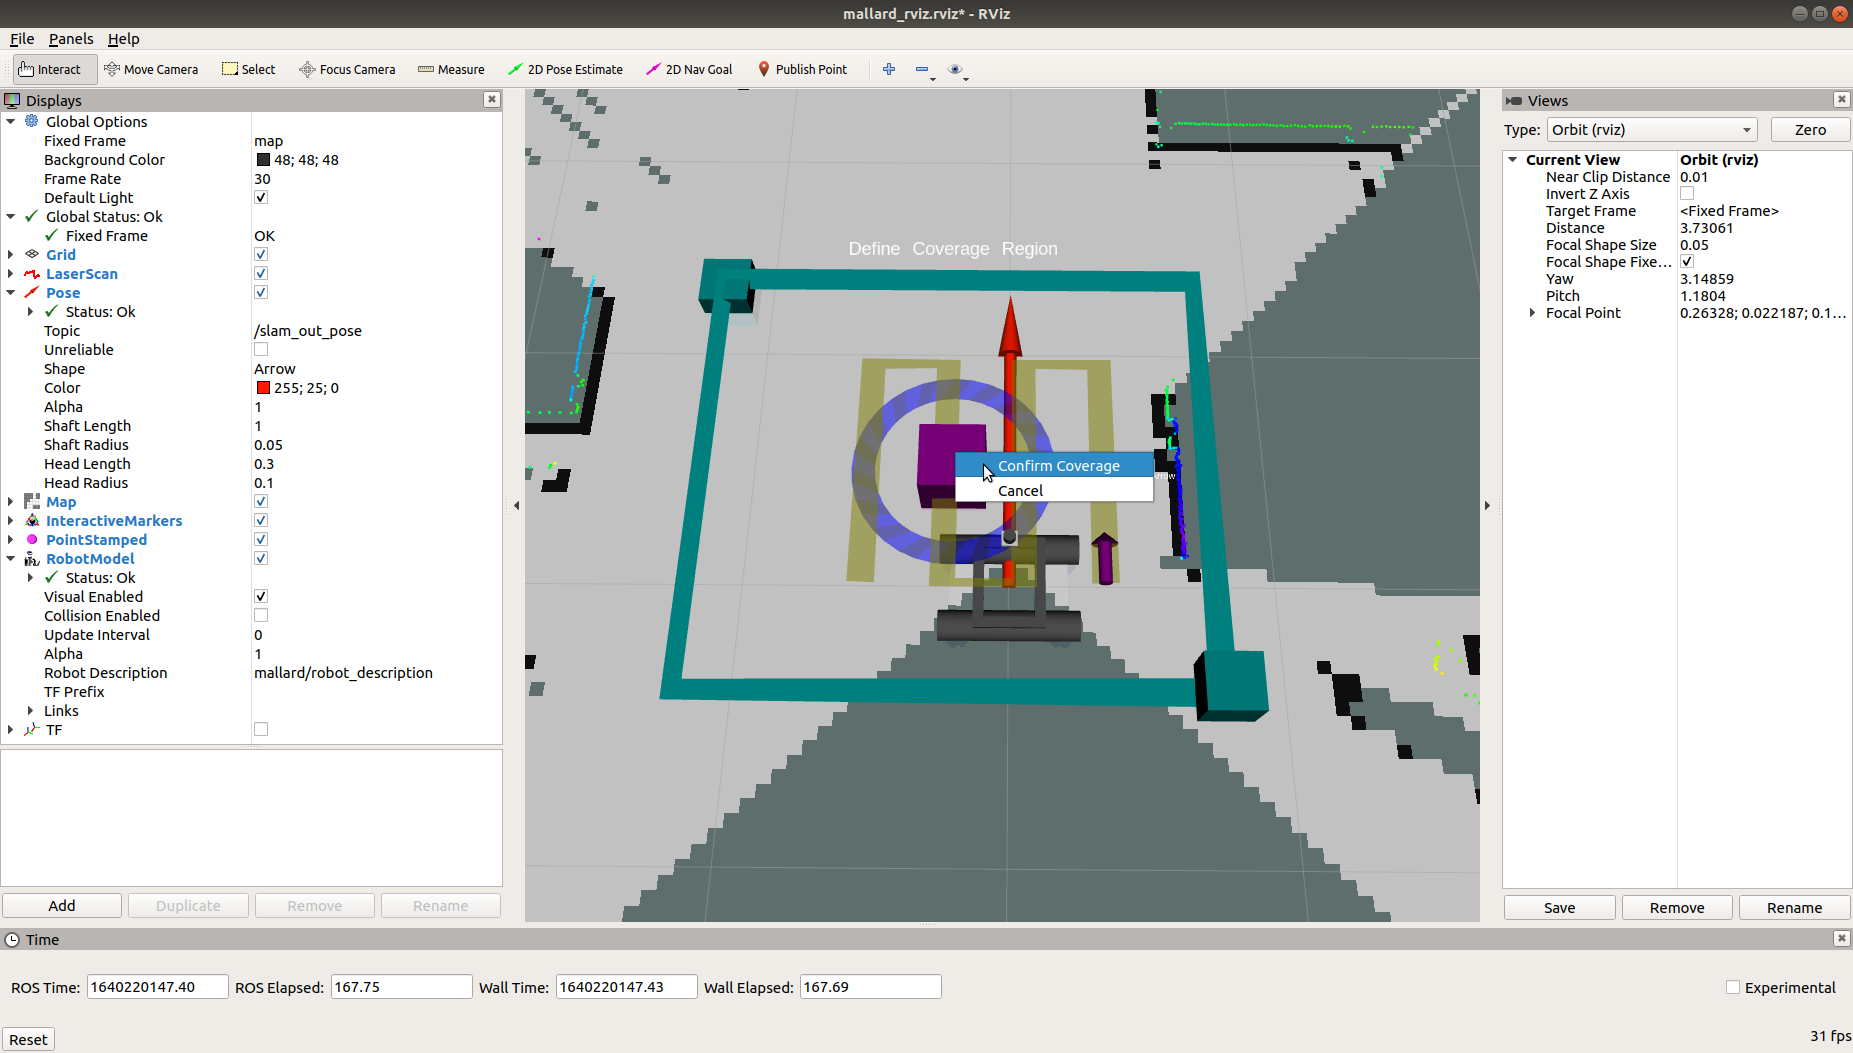 mallard_rviz.rviz* - RViz
File Panels Help
Interact Move Camera Select Focus Camera Measure 2D Pose Estimate 2D Nav Goal Publish Point
Displays
Global Options
Fixed Frame map
Background Color 48; 48; 48
Frame Rate 30
Default Light
Global Status: Ok
Fixed Frame OK
Grid
LaserScan
Pose
Status: Ok
Topic /slam_out_pose
Unreliable
Shape Arrow
Color 255; 25; 0
Alpha 1
Shaft Length 1
Shaft Radius 0.05
Head Length 0.3
Head Radius 0.1
Map
InteractiveMarkers
PointStamped
RobotModel
Status: Ok
Visual Enabled
Collision Enabled
Update Interval 0
Alpha 1
Robot Description mallard/robot_description
TF Prefix
Links
TF
Add Duplicate Remove Rename
Define Coverage Region
Confirm Coverage
Cancel
Views
Type: Orbit (rviz) Zero
Current View Orbit (rviz)
Near Clip Distance 0.01
Invert Z Axis
Target Frame <Fixed Frame>
Distance 3.73061
Focal Shape Size 0.05
Focal Shape Fixe...
Yaw 3.14859
Pitch 1.1804
Focal Point 0.26328; 0.022187; 0.1...
Save Remove Rename
Time
ROS Time: 1640220147.40 ROS Elapsed: 167.75 Wall Time: 1640220147.43 Wall Elapsed: 167.69 Experimental
Reset 31 fps